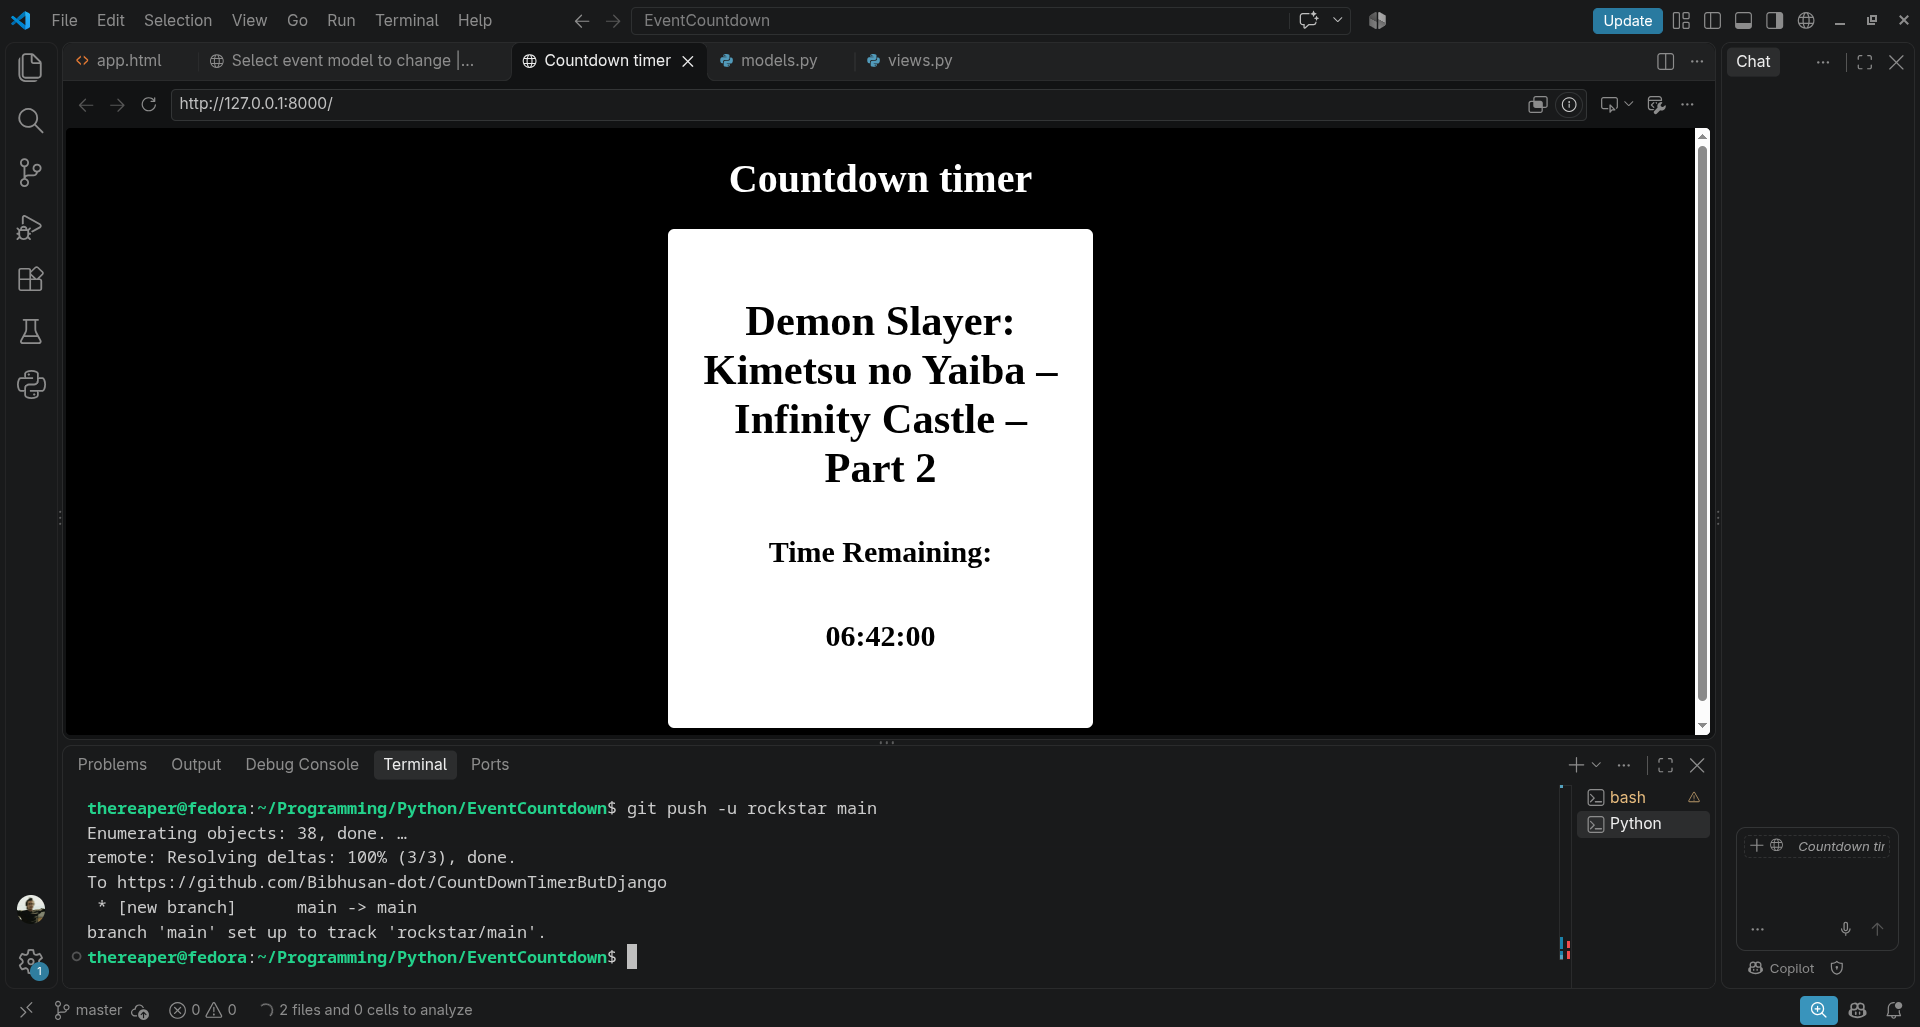 File Edit Selection View Go Run Terminal Help
EventCountdown
Update
app.html
Select event model to change |...
Countdown timer
models.py
views.py
Chat
http://127.0.0.1:8000/
Countdown timer
Demon Slayer:
Kimetsu no Yaiba –
Infinity Castle –
Part 2
Time Remaining:
06:42:00
Problems Output Debug Console Terminal Ports
thereaper@fedora:~/Programming/Python/EventCountdown$ git push -u rockstar main
Enumerating objects: 38, done. …
remote: Resolving deltas: 100% (3/3), done.
To https://github.com/Bibhusan-dot/CountDownTimerButDjango
* [new branch] main -> main
branch 'main' set up to track 'rockstar/main'.
thereaper@fedora:~/Programming/Python/EventCountdown$
bash
Python
Countdown tir
Copilot
1
master
0 0
2 files and 0 cells to analyze